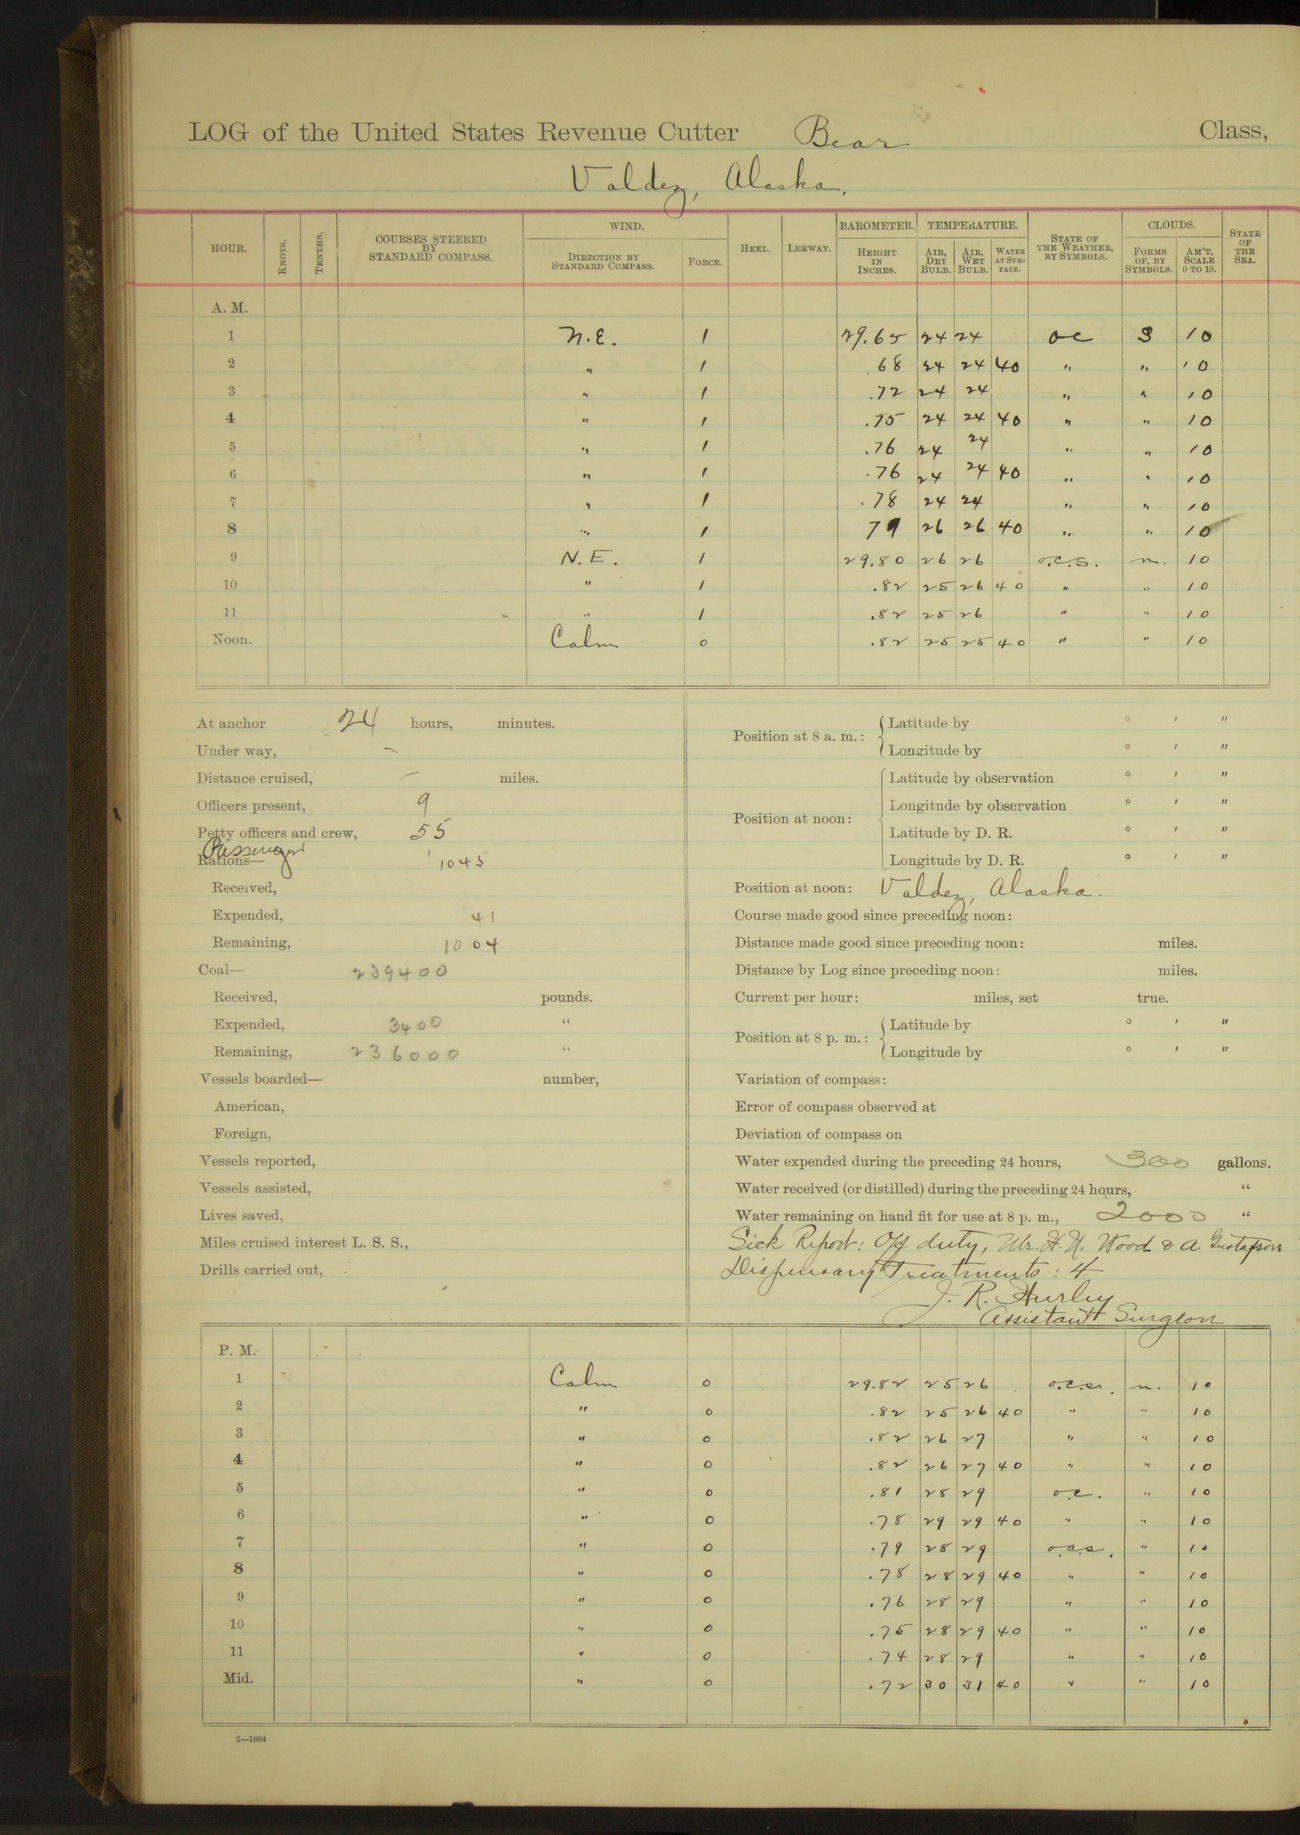 LOG of the United States Revenue Cutter Bear Class,
Valdez, Alaska.
HOUR. KNOTS. TENTHS. COURSES STEERED BY STANDARD COMPASS. WIND. DIRECTION BY STANDARD COMPASS. FORCE. HEEL. LEEWAY. BAROMETER. HEIGHT IN INCHES. TEMPERATURE. AIR, DRY BULB. AIR, WET BULB. WATER AT SURFACE. STATE OF THE WEATHER, BY SYMBOLS. CLOUDS. FORMS OF, BY SYMBOLS. AM'T, SCALE 0 TO 10. STATE OF THE SEA.
A. M.
1 N.E. 1 29.65 24 24 oc S 10
2 " 1 68 24 24 40 " " 10
3 " 1 .72 24 24 " " 10
4 " 1 .75 24 24 40 " " 10
5 " 1 .76 24 24 " " 10
6 " 1 .76 24 24 40 " " 10
7 " 1 .78 24 24 " " 10
8 " 1 79 26 26 40 " " 10
9 N.E. 1 29.80 26 26 o.c.s. n. 10
10 " 1 .82 25 26 40 " " 10
11 " 1 .82 25 26 " " 10
Noon. Calm 0 .82 25 25 40 " " 10
At anchor 24 hours, minutes.
Under way, –
Distance cruised, – miles.
Officers present, 9
Petty officers and crew, 55
Passenger 1
Rations— 1045
Received,
Expended, 41
Remaining, 1004
Coal— 239400
Received, pounds.
Expended, 3400 "
Remaining, 236000 "
Vessels boarded— number,
American,
Foreign,
Vessels reported,
Vessels assisted,
Lives saved,
Miles cruised interest L. S. S.,
Drills carried out,
Position at 8 a. m.: Latitude by ° ' "
Longitude by ° ' "
Position at noon: Latitude by observation ° ' "
Longitude by observation ° ' "
Latitude by D. R. ° ' "
Longitude by D. R. ° ' "
Position at noon: Valdez, Alaska.
Course made good since preceding noon:
Distance made good since preceding noon: miles.
Distance by Log since preceding noon: miles.
Current per hour: miles, set true.
Position at 8 p. m.: Latitude by ° ' "
Longitude by ° ' "
Variation of compass:
Error of compass observed at
Deviation of compass on
Water expended during the preceding 24 hours, 300 gallons.
Water received (or distilled) during the preceding 24 hours, "
Water remaining on hand fit for use at 8 p. m., 2000 "
Sick Report: Off duty, Mr. H. N. Wood & A. Gustafson
Dispensary Treatments: 4
J. R. Hurley
Assistant Surgeon
P. M.
1 Calm 0 29.82 25 26 o.c.s. n. 10
2 " 0 .82 25 26 40 " " 10
3 " 0 .82 26 27 " " 10
4 " 0 .82 26 27 40 " " 10
5 " 0 .81 28 29 o.c. " 10
6 " 0 .78 29 29 40 " " 10
7 " 0 .79 28 29 o.c.s. " 10
8 " 0 .78 28 29 40 " " 10
9 " 0 .76 28 29 " " 10
10 " 0 .75 28 29 40 " " 10
11 " 0 .74 28 29 " " 10
Mid. " 0 .72 30 31 40 " " 10
2—1664